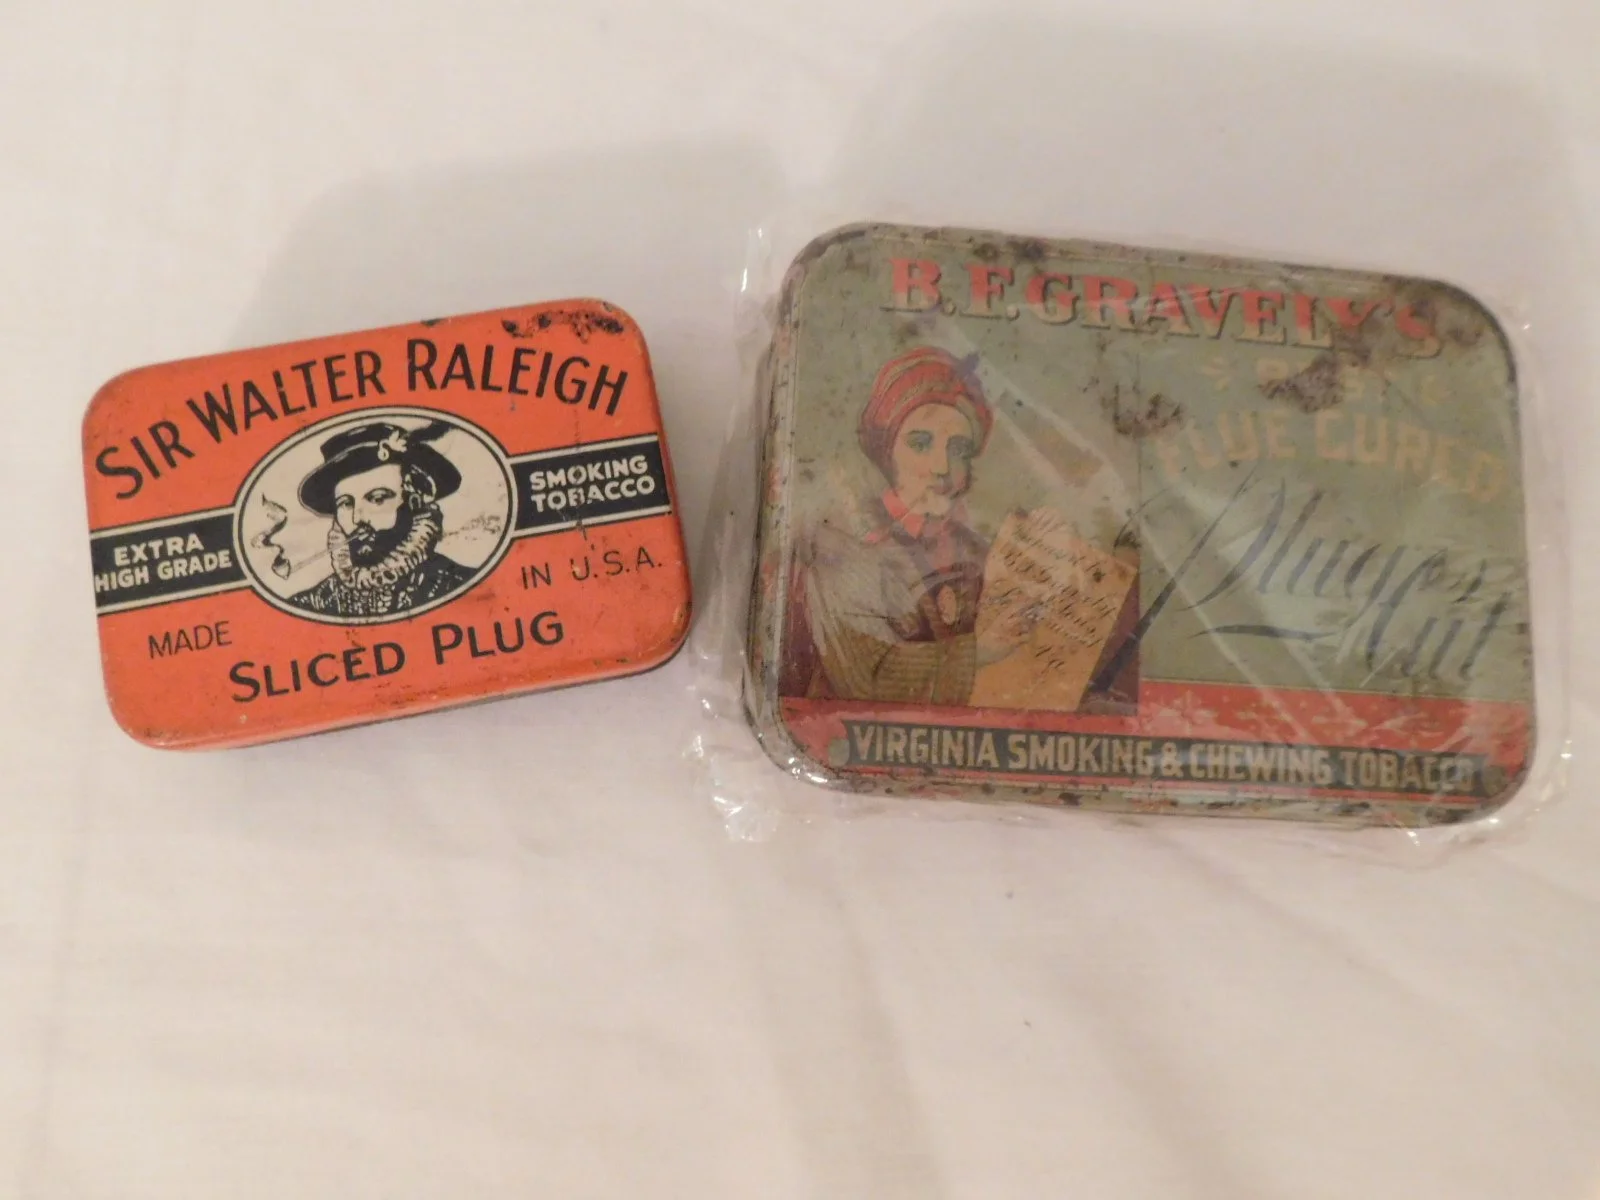 SIR WALTER RALEIGH
EXTRA
HIGH GRADE
SMOKING
TOBACCO
MADE
IN U.S.A.
SLICED PLUG
B.F. GRAVELY'S
FLUE CURED
Plug
Cut
VIRGINIA SMOKING & CHEWING TOBACCO